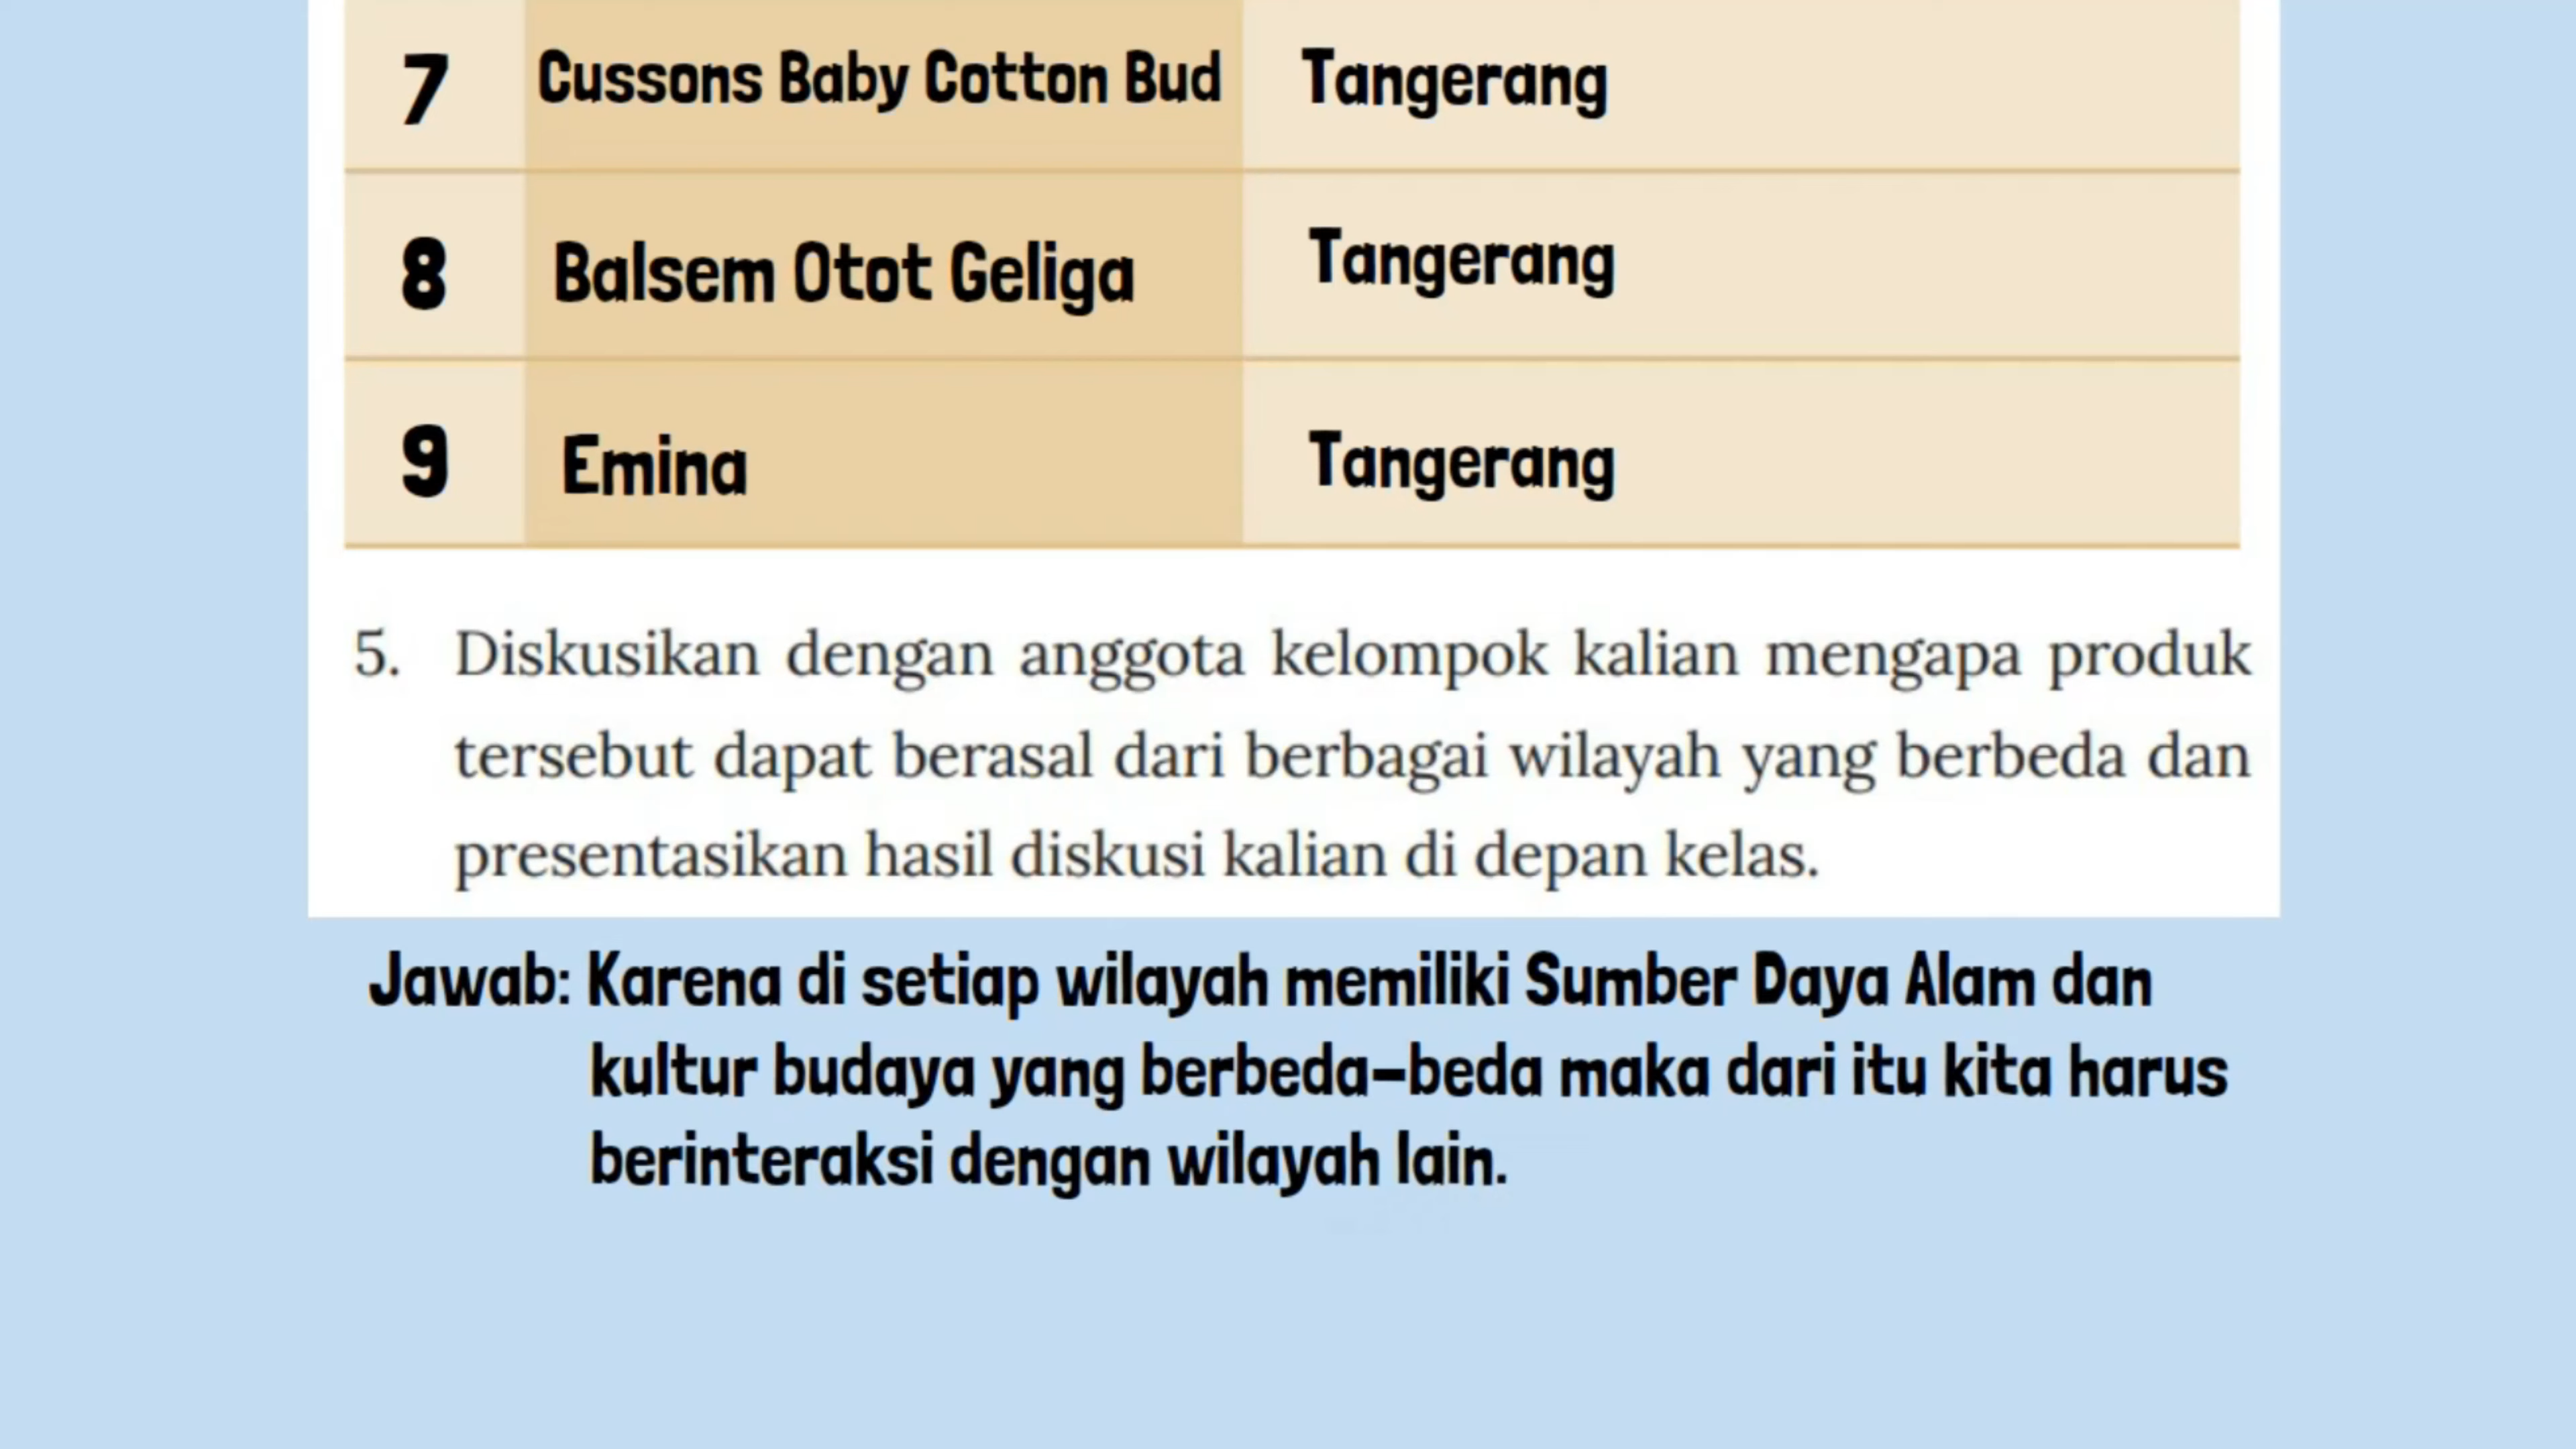 7 Cussons Baby Cotton Bud Tangerang
8 Balsem Otot Geliga Tangerang
9 Emina Tangerang
5. Diskusikan dengan anggota kelompok kalian mengapa produk
tersebut dapat berasal dari berbagai wilayah yang berbeda dan
presentasikan hasil diskusi kalian di depan kelas.
Jawab: Karena di setiap wilayah memiliki Sumber Daya Alam dan
kultur budaya yang berbeda-beda maka dari itu kita harus
berinteraksi dengan wilayah lain.